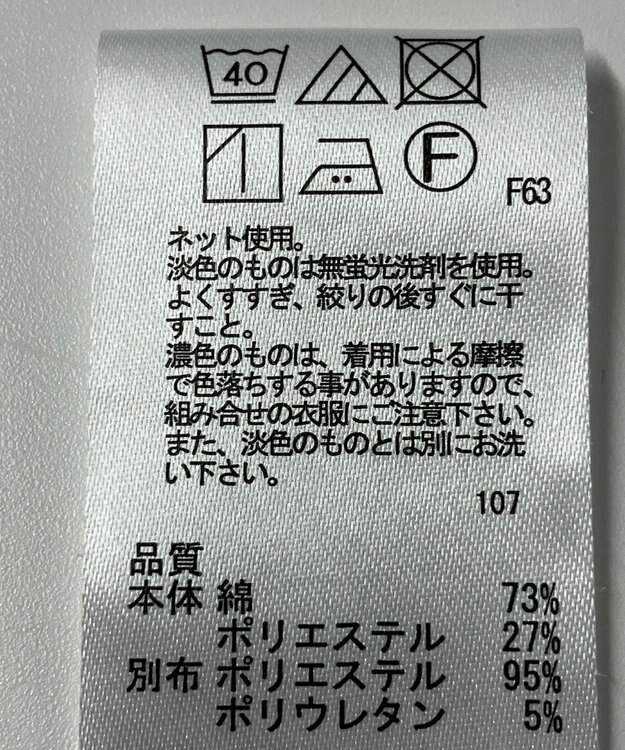 40
F
F63
ネット使用。
淡色のものは無蛍光洗剤を使用。
よくすすぎ、絞りの後すぐに干
すこと。
濃色のものは、着用による摩擦
で色落ちする事がありますので、
組み合せの衣服にご注意下さい。
また、淡色のものとは別にお洗
い下さい。
107
品質
本体 綿 73%
ポリエステル 27%
別布 ポリエステル 95%
ポリウレタン 5%